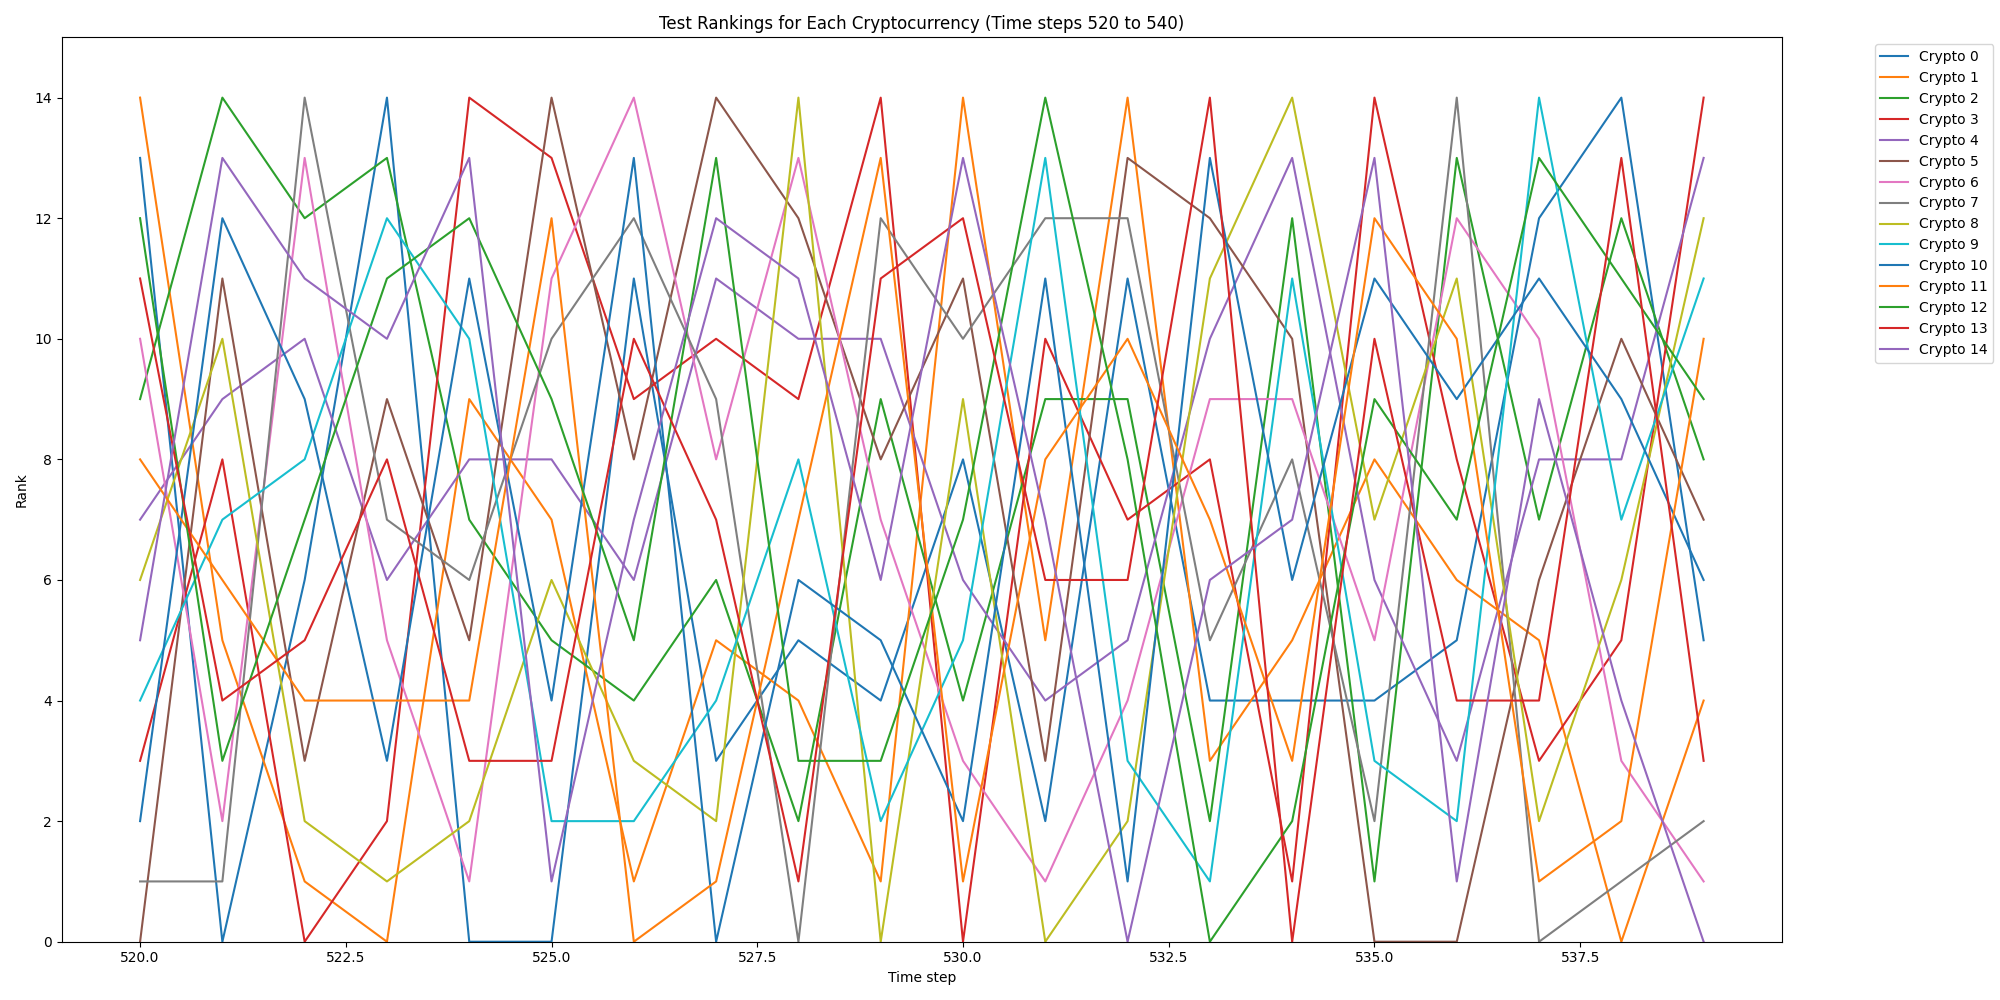 Test Rankings for Each Cryptocurrency (Time steps 520 to 540)
Crypto 0
Crypto 1
Crypto 2
Crypto 3
Crypto 4
Crypto 5
Crypto 6
Crypto 7
Crypto 8
Crypto 9
Crypto 10
Crypto 11
Crypto 12
Crypto 13
Crypto 14
Rank
14
12
10
8
6
4
2
0
520.0 522.5 525.0 527.5 530.0 532.5 535.0 537.5
Time step